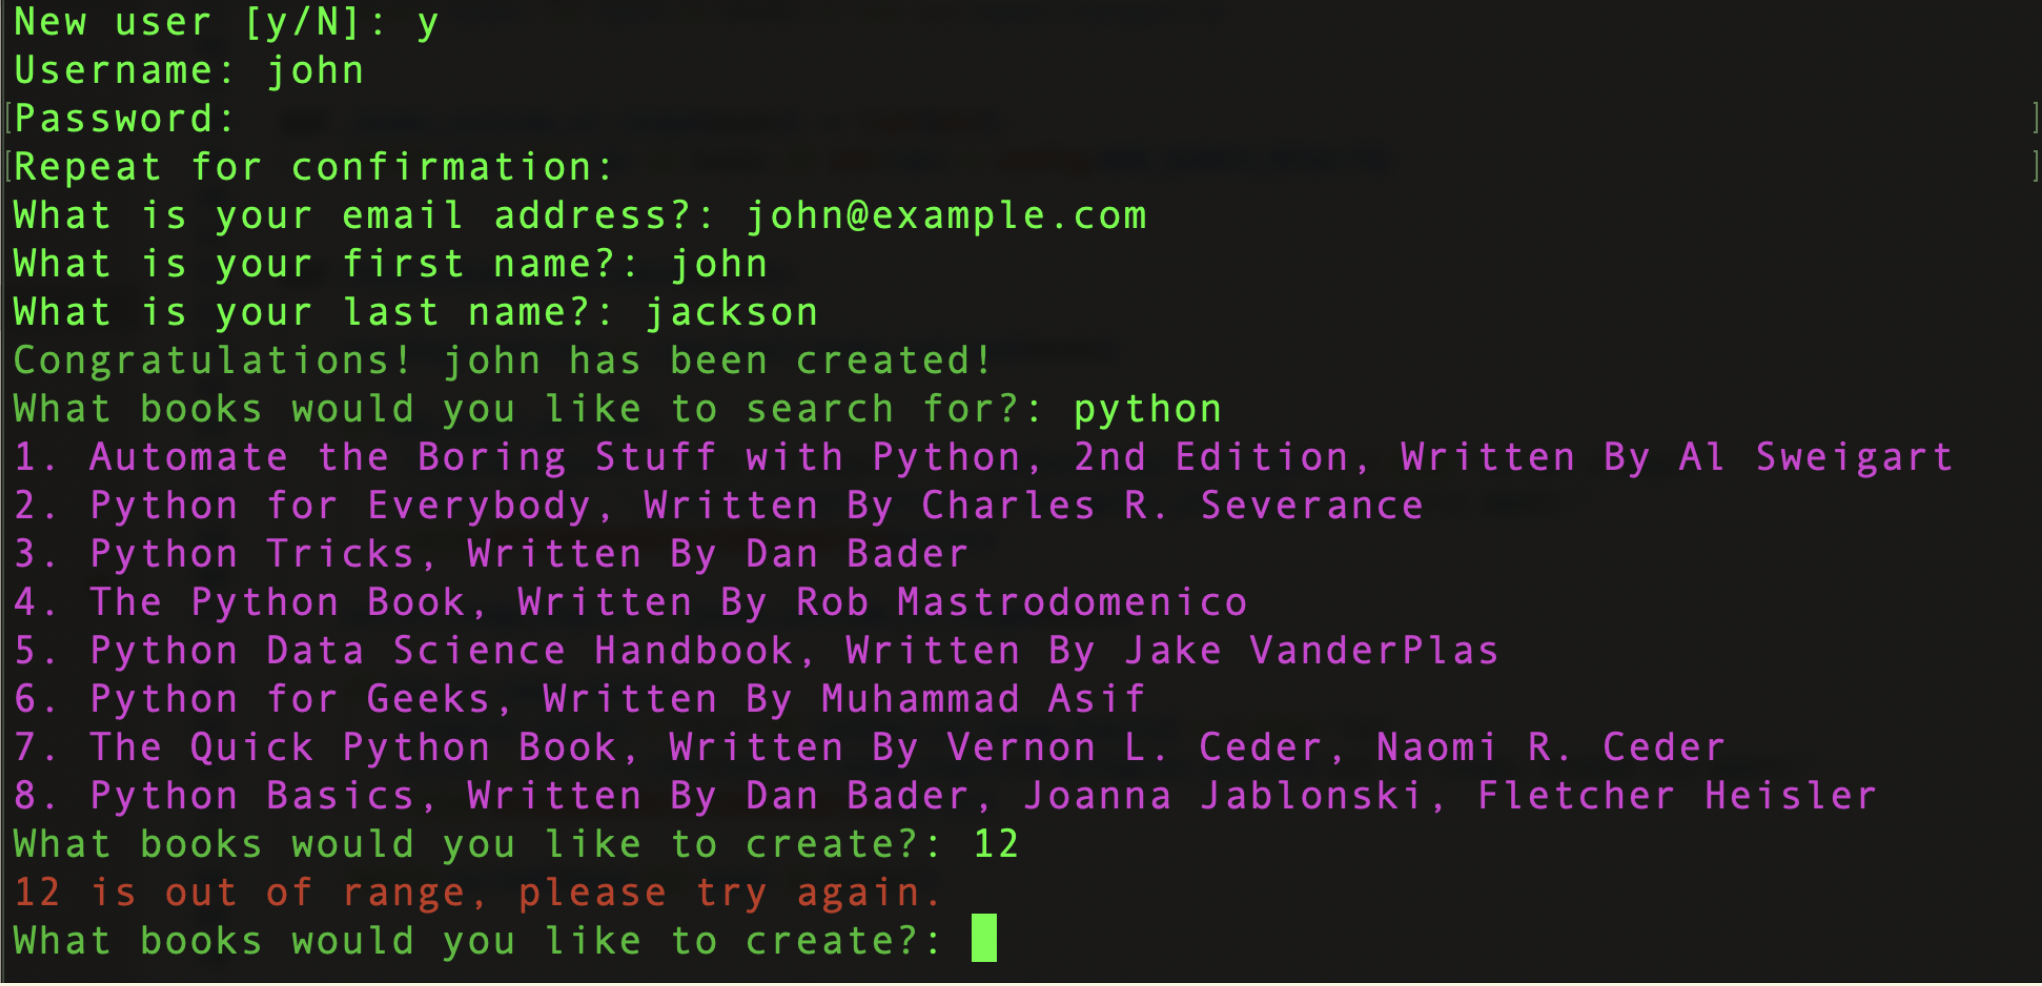 New user [y/N]: y
Username: john
[Password: ]
[Repeat for confirmation: ]
What is your email address?: john@example.com
What is your first name?: john
What is your last name?: jackson
Congratulations! john has been created!
What books would you like to search for?: python
1. Automate the Boring Stuff with Python, 2nd Edition, Written By Al Sweigart
2. Python for Everybody, Written By Charles R. Severance
3. Python Tricks, Written By Dan Bader
4. The Python Book, Written By Rob Mastrodomenico
5. Python Data Science Handbook, Written By Jake VanderPlas
6. Python for Geeks, Written By Muhammad Asif
7. The Quick Python Book, Written By Vernon L. Ceder, Naomi R. Ceder
8. Python Basics, Written By Dan Bader, Joanna Jablonski, Fletcher Heisler
What books would you like to create?: 12
12 is out of range, please try again.
What books would you like to create?: